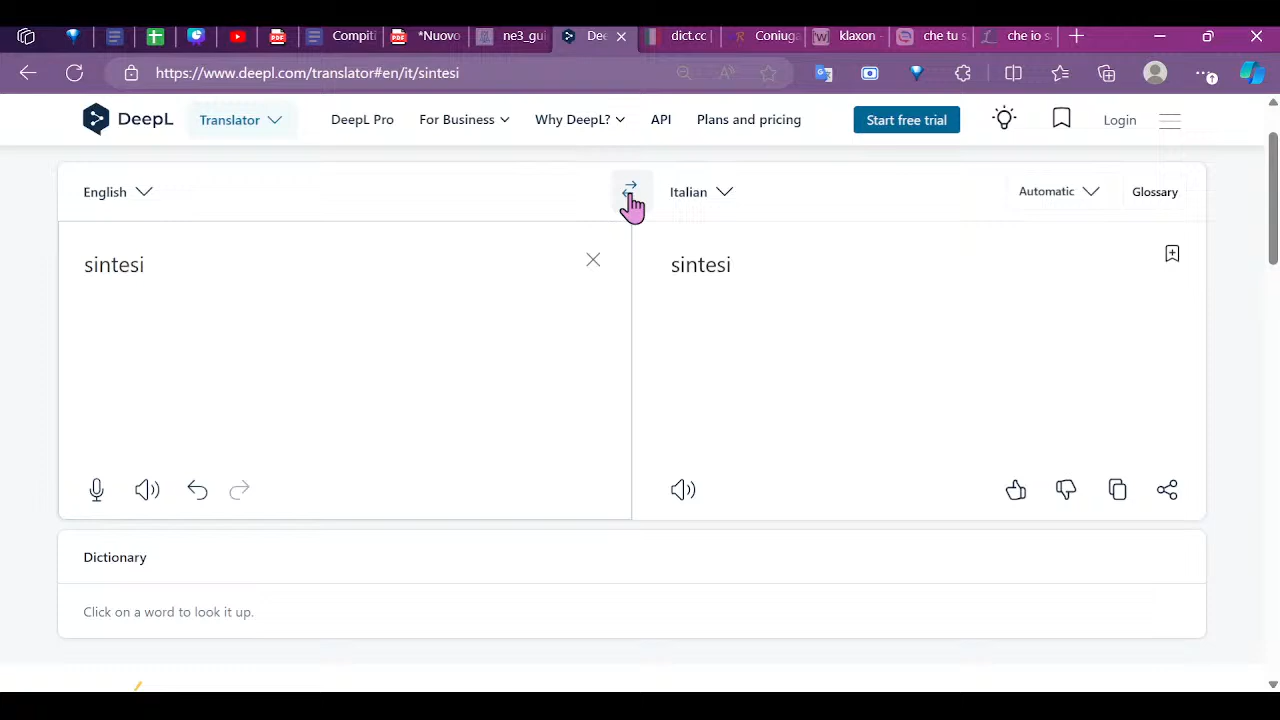 Compiti
*Nuovo
ne3_gui
Dee
dict.cc
Coniuga
klaxon -
che tu s
che io s
https://www.deepl.com/translator#en/it/sintesi
DeepL
Translator
DeepL Pro
For Business
Why DeepL?
API
Plans and pricing
Start free trial
Login
English
Italian
Automatic
Glossary
sintesi
sintesi
Dictionary
Click on a word to look it up.